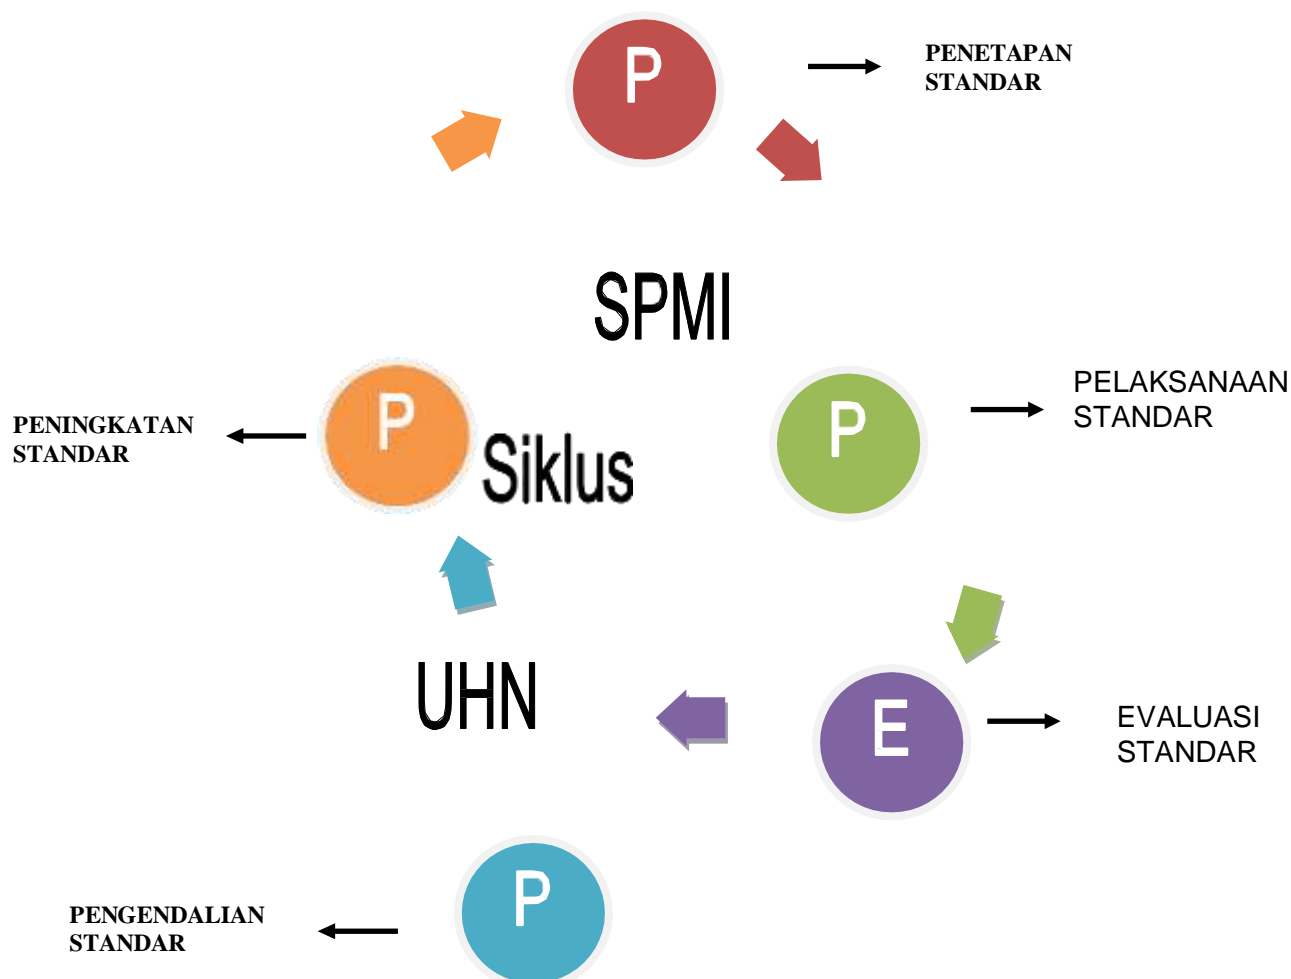 P
PENETAPAN
STANDAR
SPMI
P
PELAKSANAAN
STANDAR
P
PENINGKATAN
STANDAR
Siklus
UHN
E
EVALUASI
STANDAR
P
PENGENDALIAN
STANDAR